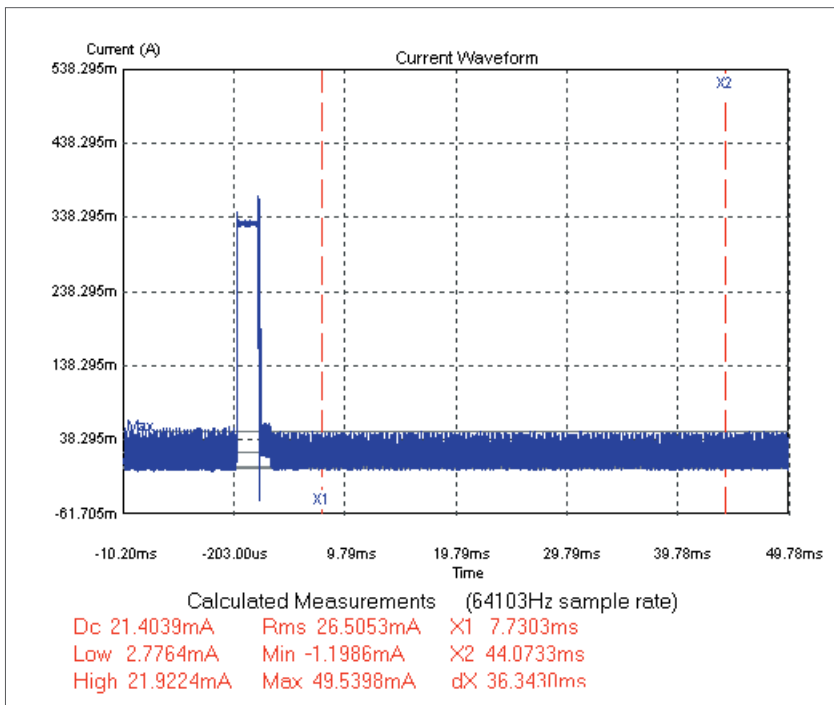 Current (A)
Current Waveform
538.295m
X2
438.295m
338.295m
238.295m
138.295m
Max
38.295m
X1
-61.705m
-10.20ms -203.00us 9.79ms 19.79ms 29.79ms 39.78ms 49.78ms
Time
Calculated Measurements (64103Hz sample rate)
Dc 21.4039mA Rms 26.5053mA X1 7.7303ms
Low 2.7764mA Min -1.1986mA X2 44.0733ms
High 21.9224mA Max 49.5398mA dX 36.3430ms